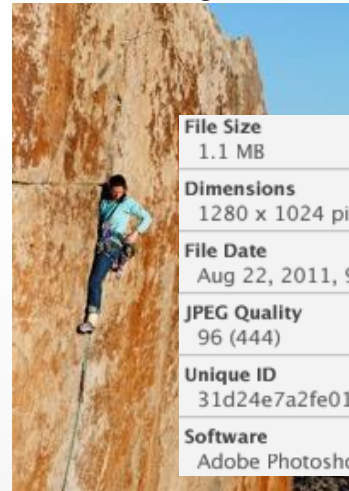 File Size
1.1 MB
Dimensions
1280 x 1024
File Date
Aug 22, 2011,
JPEG Quality
96 (444)
Unique ID
31d24e7a2fe01
Software
Adobe